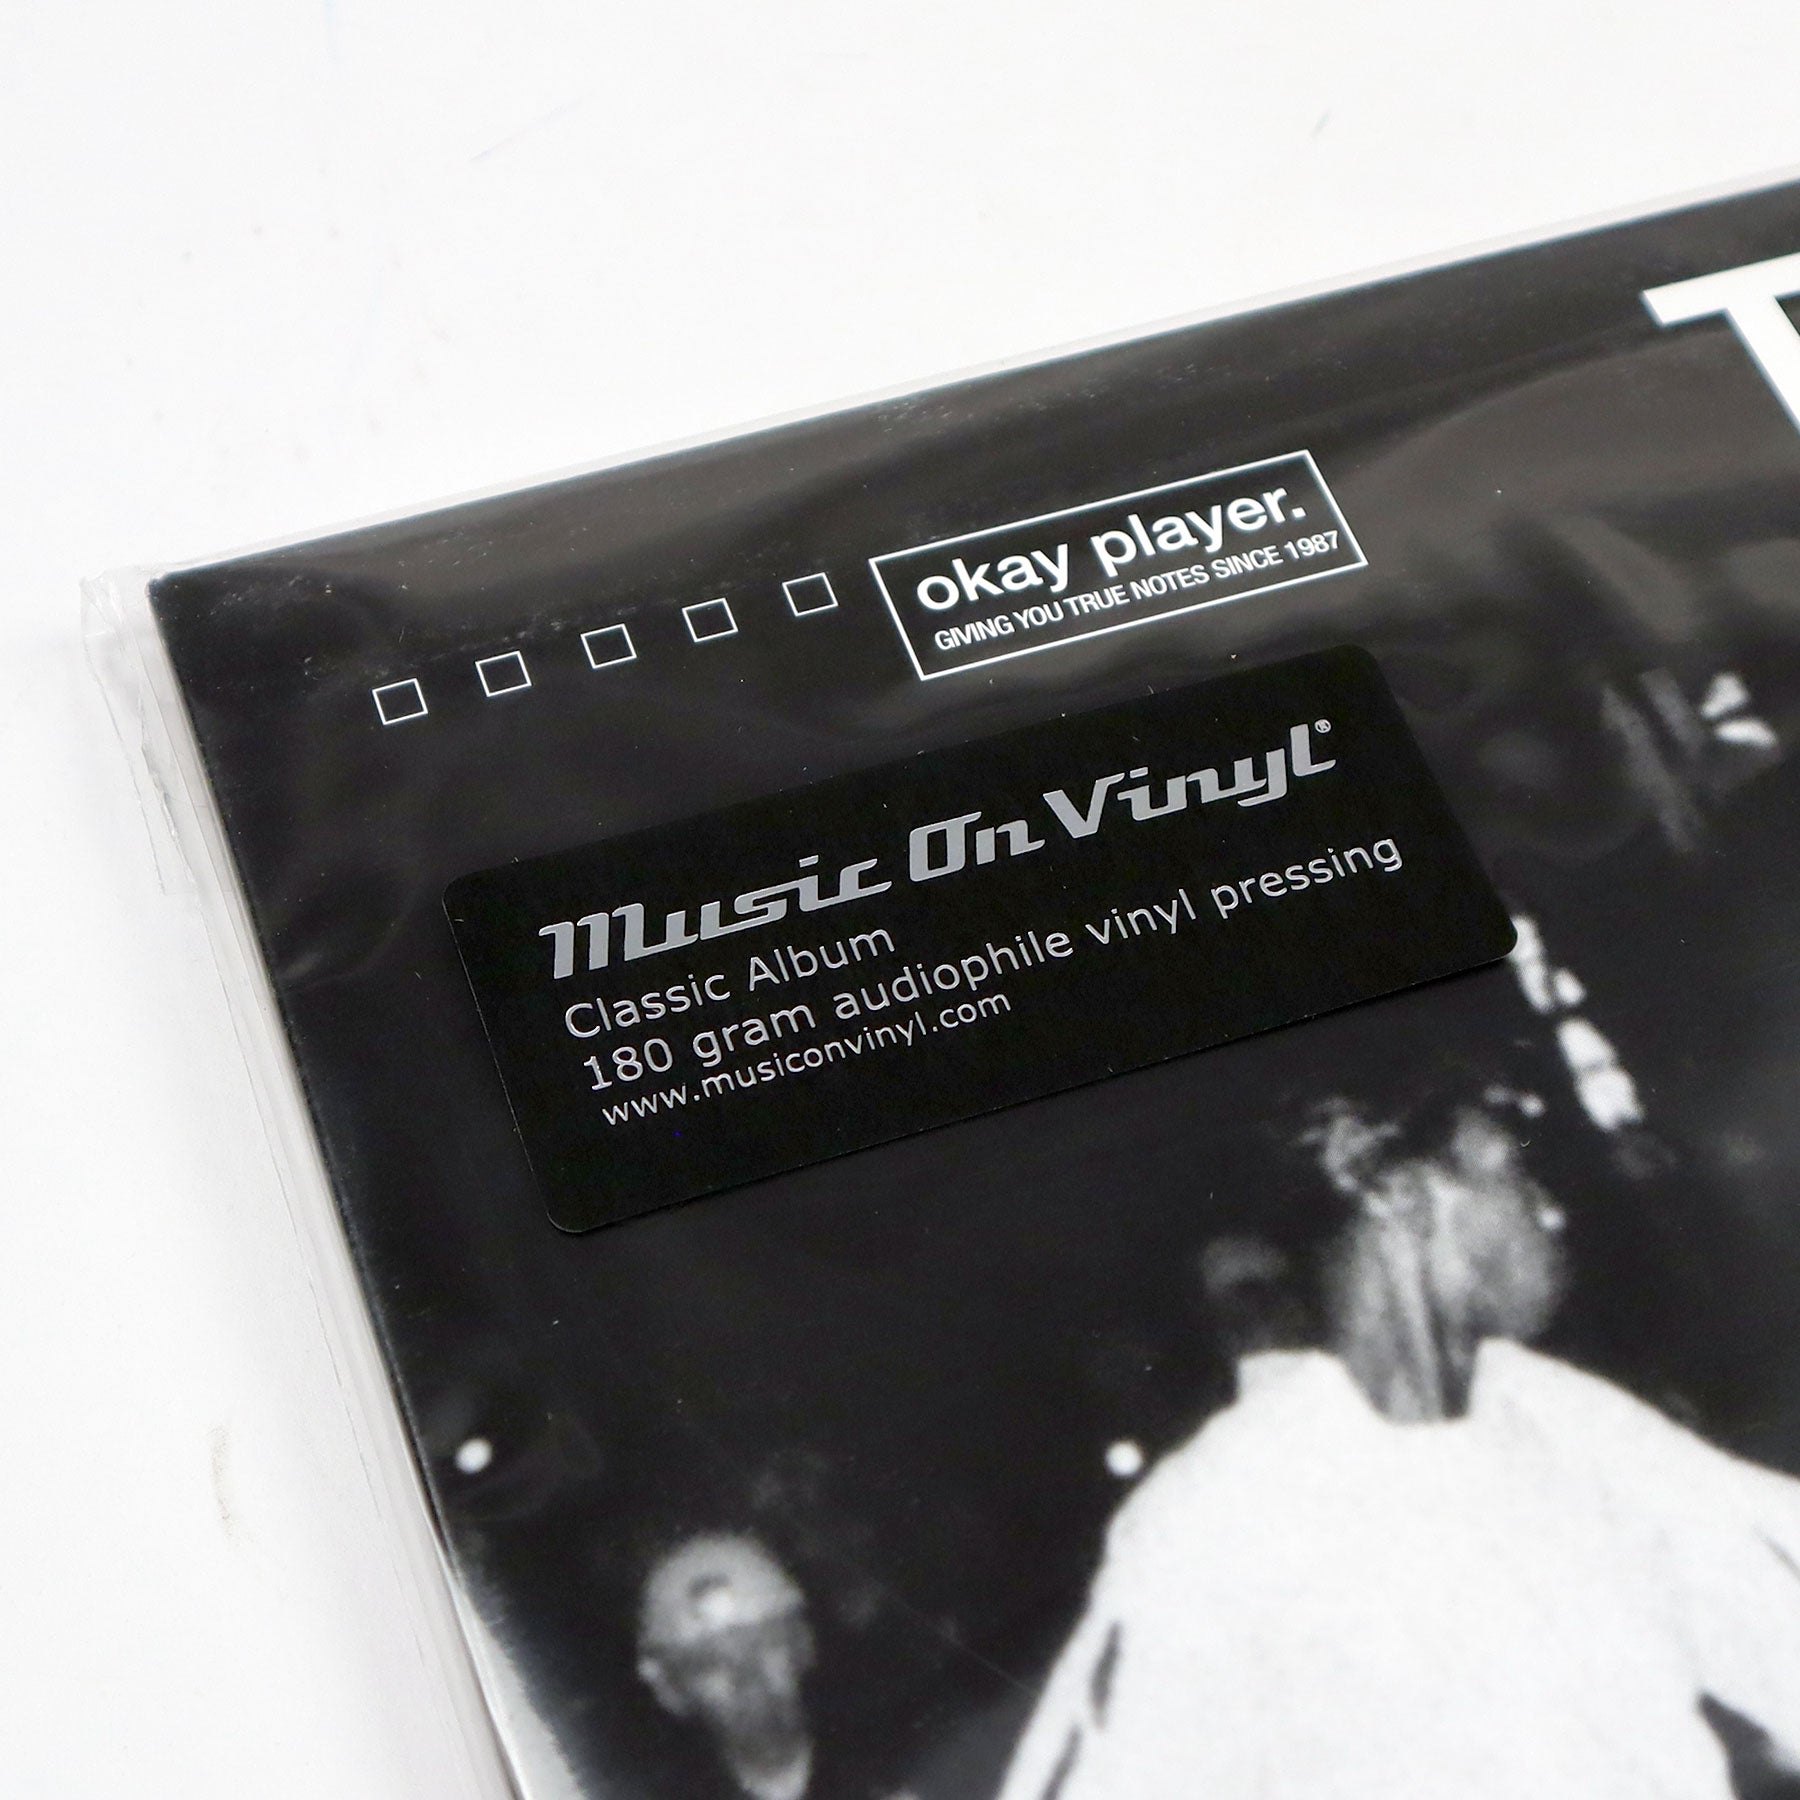 T
okay player.
GIVING YOU TRUE NOTES SINCE 1987
Music On Vinyl®
Classic Album
180 gram audiophile vinyl pressing
www.musiconvinyl.com